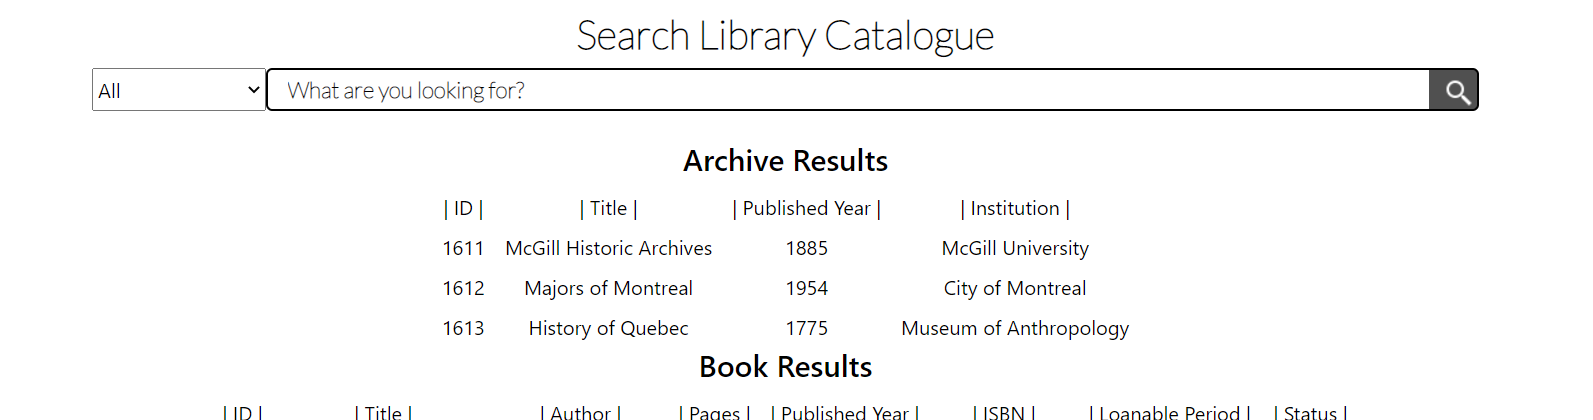 Search Library Catalogue
All What are you looking for?
Archive Results
| ID | | Title | | Published Year | | Institution |
1611 McGill Historic Archives 1885 McGill University
1612 Majors of Montreal 1954 City of Montreal
1613 History of Quebec 1775 Museum of Anthropology
Book Results
| ID | | Title | | Author | | Pages | | Published Year | | ISBN | | Loanable Period | | Status |